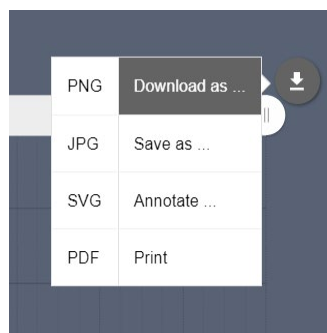 PNG Download as ...
JPG Save as ...
SVG Annotate ...
PDF Print